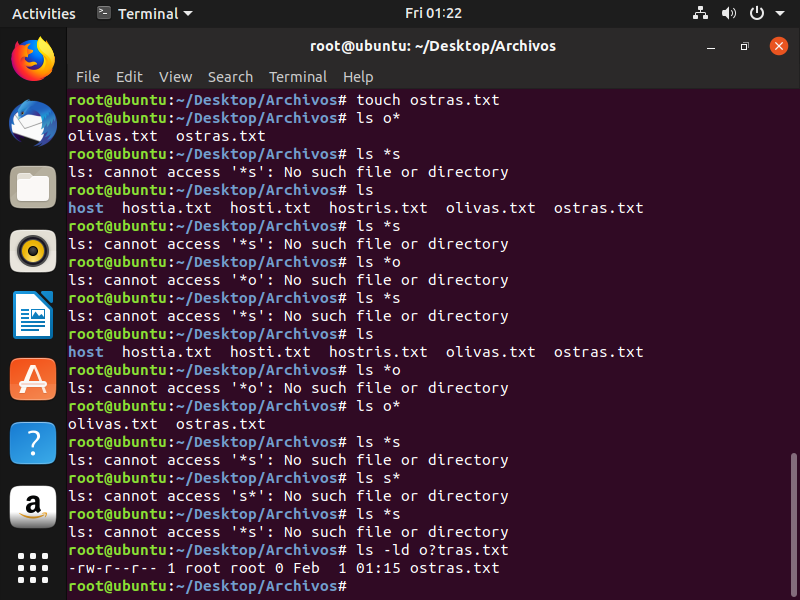 Activities Terminal Fri 01:22
root@ubuntu: ~/Desktop/Archivos
File Edit View Search Terminal Help
root@ubuntu:~/Desktop/Archivos# touch ostras.txt
root@ubuntu:~/Desktop/Archivos# ls o*
olivas.txt  ostras.txt
root@ubuntu:~/Desktop/Archivos# ls *s
ls: cannot access '*s': No such file or directory
root@ubuntu:~/Desktop/Archivos# ls
host  hostia.txt  hosti.txt  hostris.txt  olivas.txt  ostras.txt
root@ubuntu:~/Desktop/Archivos# ls *s
ls: cannot access '*s': No such file or directory
root@ubuntu:~/Desktop/Archivos# ls *o
ls: cannot access '*o': No such file or directory
root@ubuntu:~/Desktop/Archivos# ls *s
ls: cannot access '*s': No such file or directory
root@ubuntu:~/Desktop/Archivos# ls
host  hostia.txt  hosti.txt  hostris.txt  olivas.txt  ostras.txt
root@ubuntu:~/Desktop/Archivos# ls *o
ls: cannot access '*o': No such file or directory
root@ubuntu:~/Desktop/Archivos# ls o*
olivas.txt  ostras.txt
root@ubuntu:~/Desktop/Archivos# ls *s
ls: cannot access '*s': No such file or directory
root@ubuntu:~/Desktop/Archivos# ls s*
ls: cannot access 's*': No such file or directory
root@ubuntu:~/Desktop/Archivos# ls *s
ls: cannot access '*s': No such file or directory
root@ubuntu:~/Desktop/Archivos# ls -ld o?tras.txt
-rw-r--r-- 1 root root 0 Feb  1 01:15 ostras.txt
root@ubuntu:~/Desktop/Archivos#